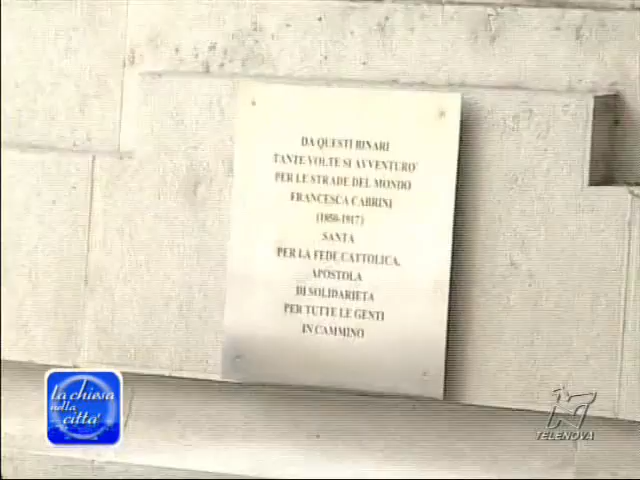 DA QUESTI BINARI
TANTE VOLTE SI AVVENTURO'
PER LE STRADE DEL MONDO
FRANCESCA CABRINI
(1850-1917)
SANTA
PER LA FEDE CATTOLICA,
APOSTOLA
DI SOLIDARIETA
PER TUTTE LE GENTI
IN CAMMINO
la chiesa
nella
citta'
TELENOVA